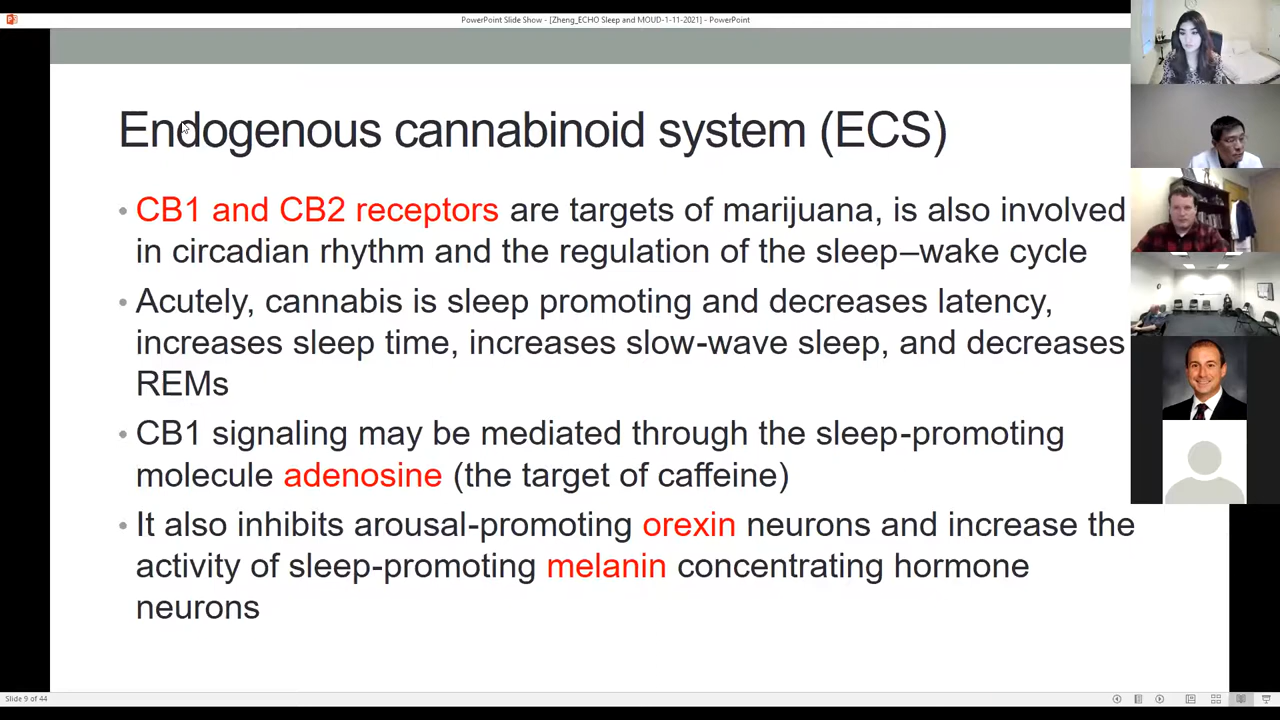 PowerPoint Slide Show - [Zheng_ECHO Sleep and MOUD-1-11-2021] - PowerPoint
Endogenous cannabinoid system (ECS)
• CB1 and CB2 receptors are targets of marijuana, is also involved
in circadian rhythm and the regulation of the sleep–wake cycle
• Acutely, cannabis is sleep promoting and decreases latency,
increases sleep time, increases slow-wave sleep, and decreases
REMs
• CB1 signaling may be mediated through the sleep-promoting
molecule adenosine (the target of caffeine)
• It also inhibits arousal-promoting orexin neurons and increase the
activity of sleep-promoting melanin concentrating hormone
neurons
Slide 9 of 44